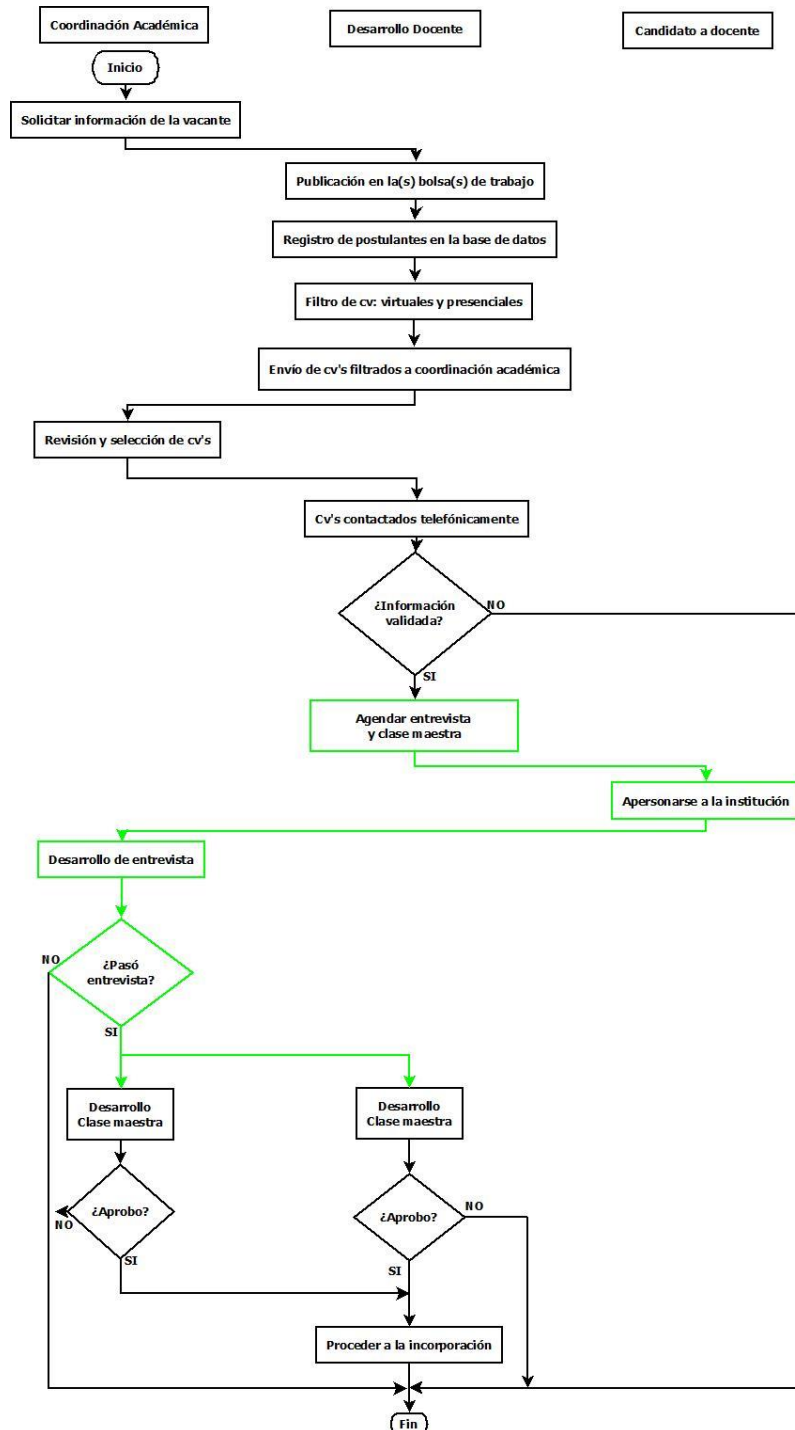 Coordinación Académica
Desarrollo Docente
Candidato a docente
Inicio
Solicitar información de la vacante
Publicación en la(s) bolsa(s) de trabajo
Registro de postulantes en la base de datos
Filtro de cv: virtuales y presenciales
Envío de cv's filtrados a coordinación académica
Revisión y selección de cv's
Cv's contactados telefónicamente
¿Información
validada?
NO
SI
Agendar entrevista
y clase maestra
Apersonarse a la institución
Desarrollo de entrevista
¿Pasó
entrevista?
NO
SI
Desarrollo
Clase maestra
Desarrollo
Clase maestra
¿Aprobo?
NO
SI
¿Aprobo?
NO
SI
Proceder a la incorporación
Fin